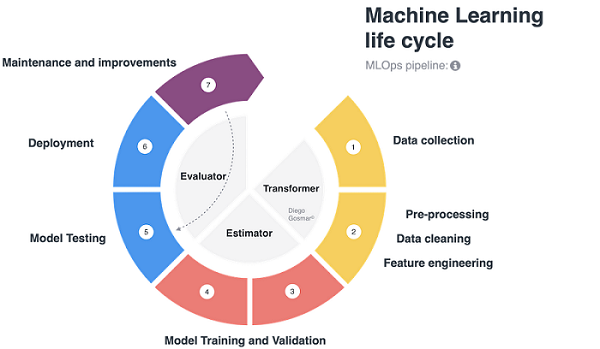 Machine Learning
life cycle
MLOps pipeline: i
Maintenance and improvements
7
Deployment
6
1
Data collection
Evaluator
Transformer
Diego
Gosmar©
Pre-processing
Model Testing
5
Estimator
2
Data cleaning
Feature engineering
4
3
Model Training and Validation